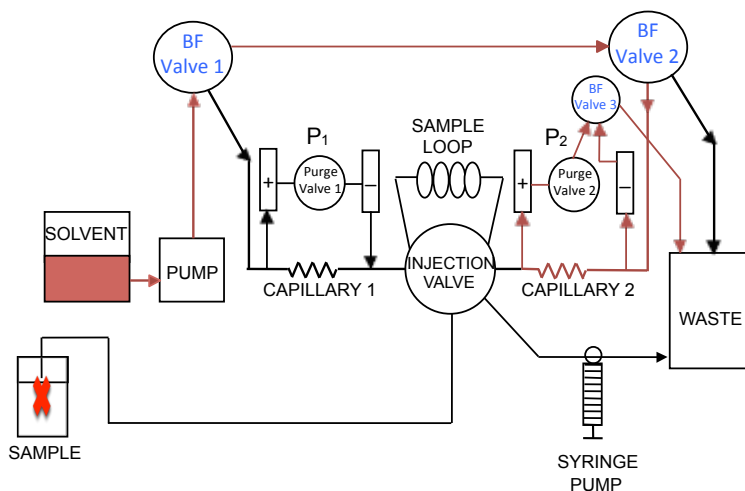 BF
Valve 1
BF
Valve 2
BF
Valve 3
P1
SAMPLE
LOOP
P2
+
Purge
Valve 1
−
+
Purge
Valve 2
−
SOLVENT
PUMP
INJECTION
VALVE
CAPILLARY 1
CAPILLARY 2
WASTE
SAMPLE
SYRINGE
PUMP